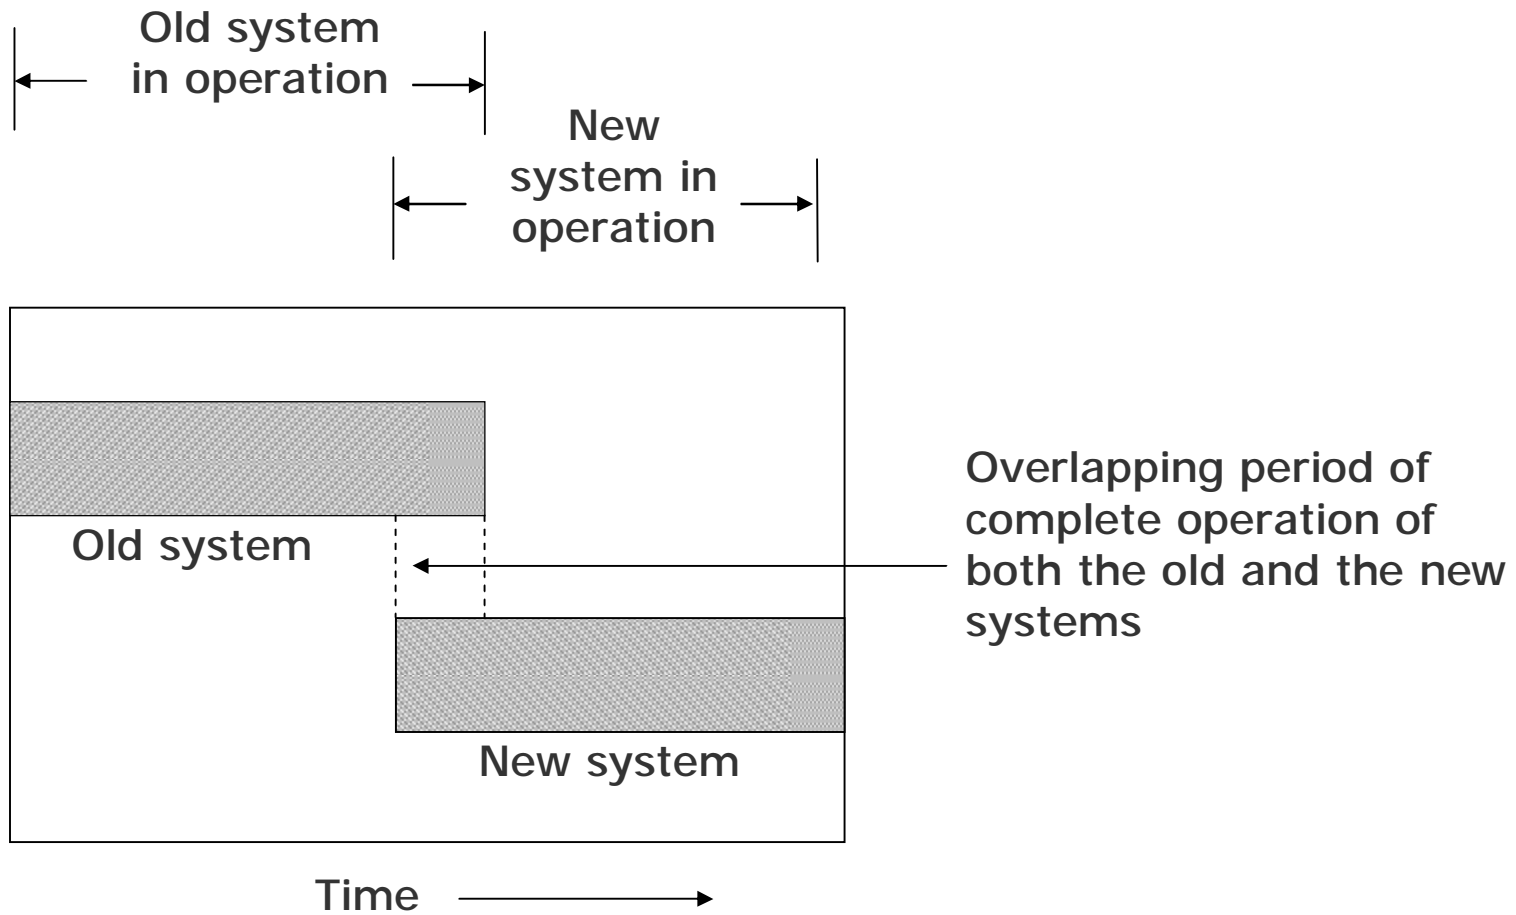 Old system
in operation
New
system in
operation
Old system
Overlapping period of
complete operation of
both the old and the new
systems
New system
Time